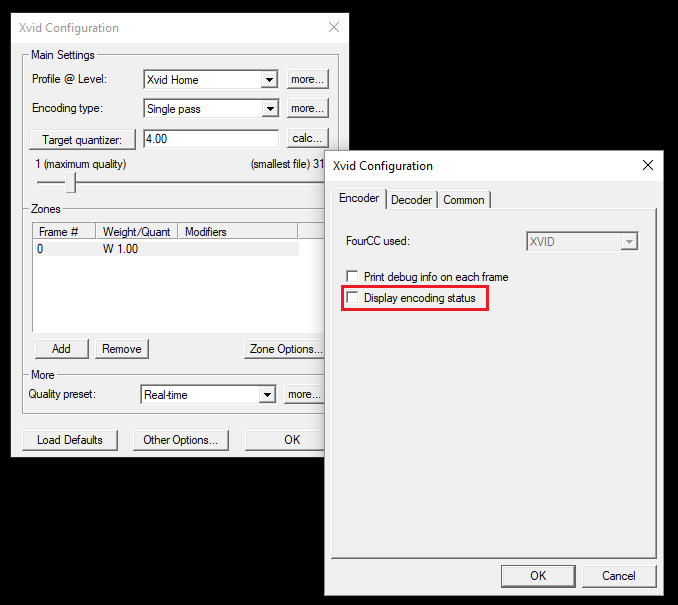 Xvid Configuration
Main Settings
Profile @ Level: Xvid Home more...
Encoding type: Single pass more...
Target quantizer: 4.00 calc...
1 (maximum quality) (smallest file) 31
Zones
Frame # Weight/Quant Modifiers
0 W 1.00
Add Remove Zone Options...
More
Quality preset: Real-time more...
Load Defaults Other Options... OK
Xvid Configuration
Encoder Decoder Common
FourCC used: XVID
Print debug info on each frame
Display encoding status
OK Cancel